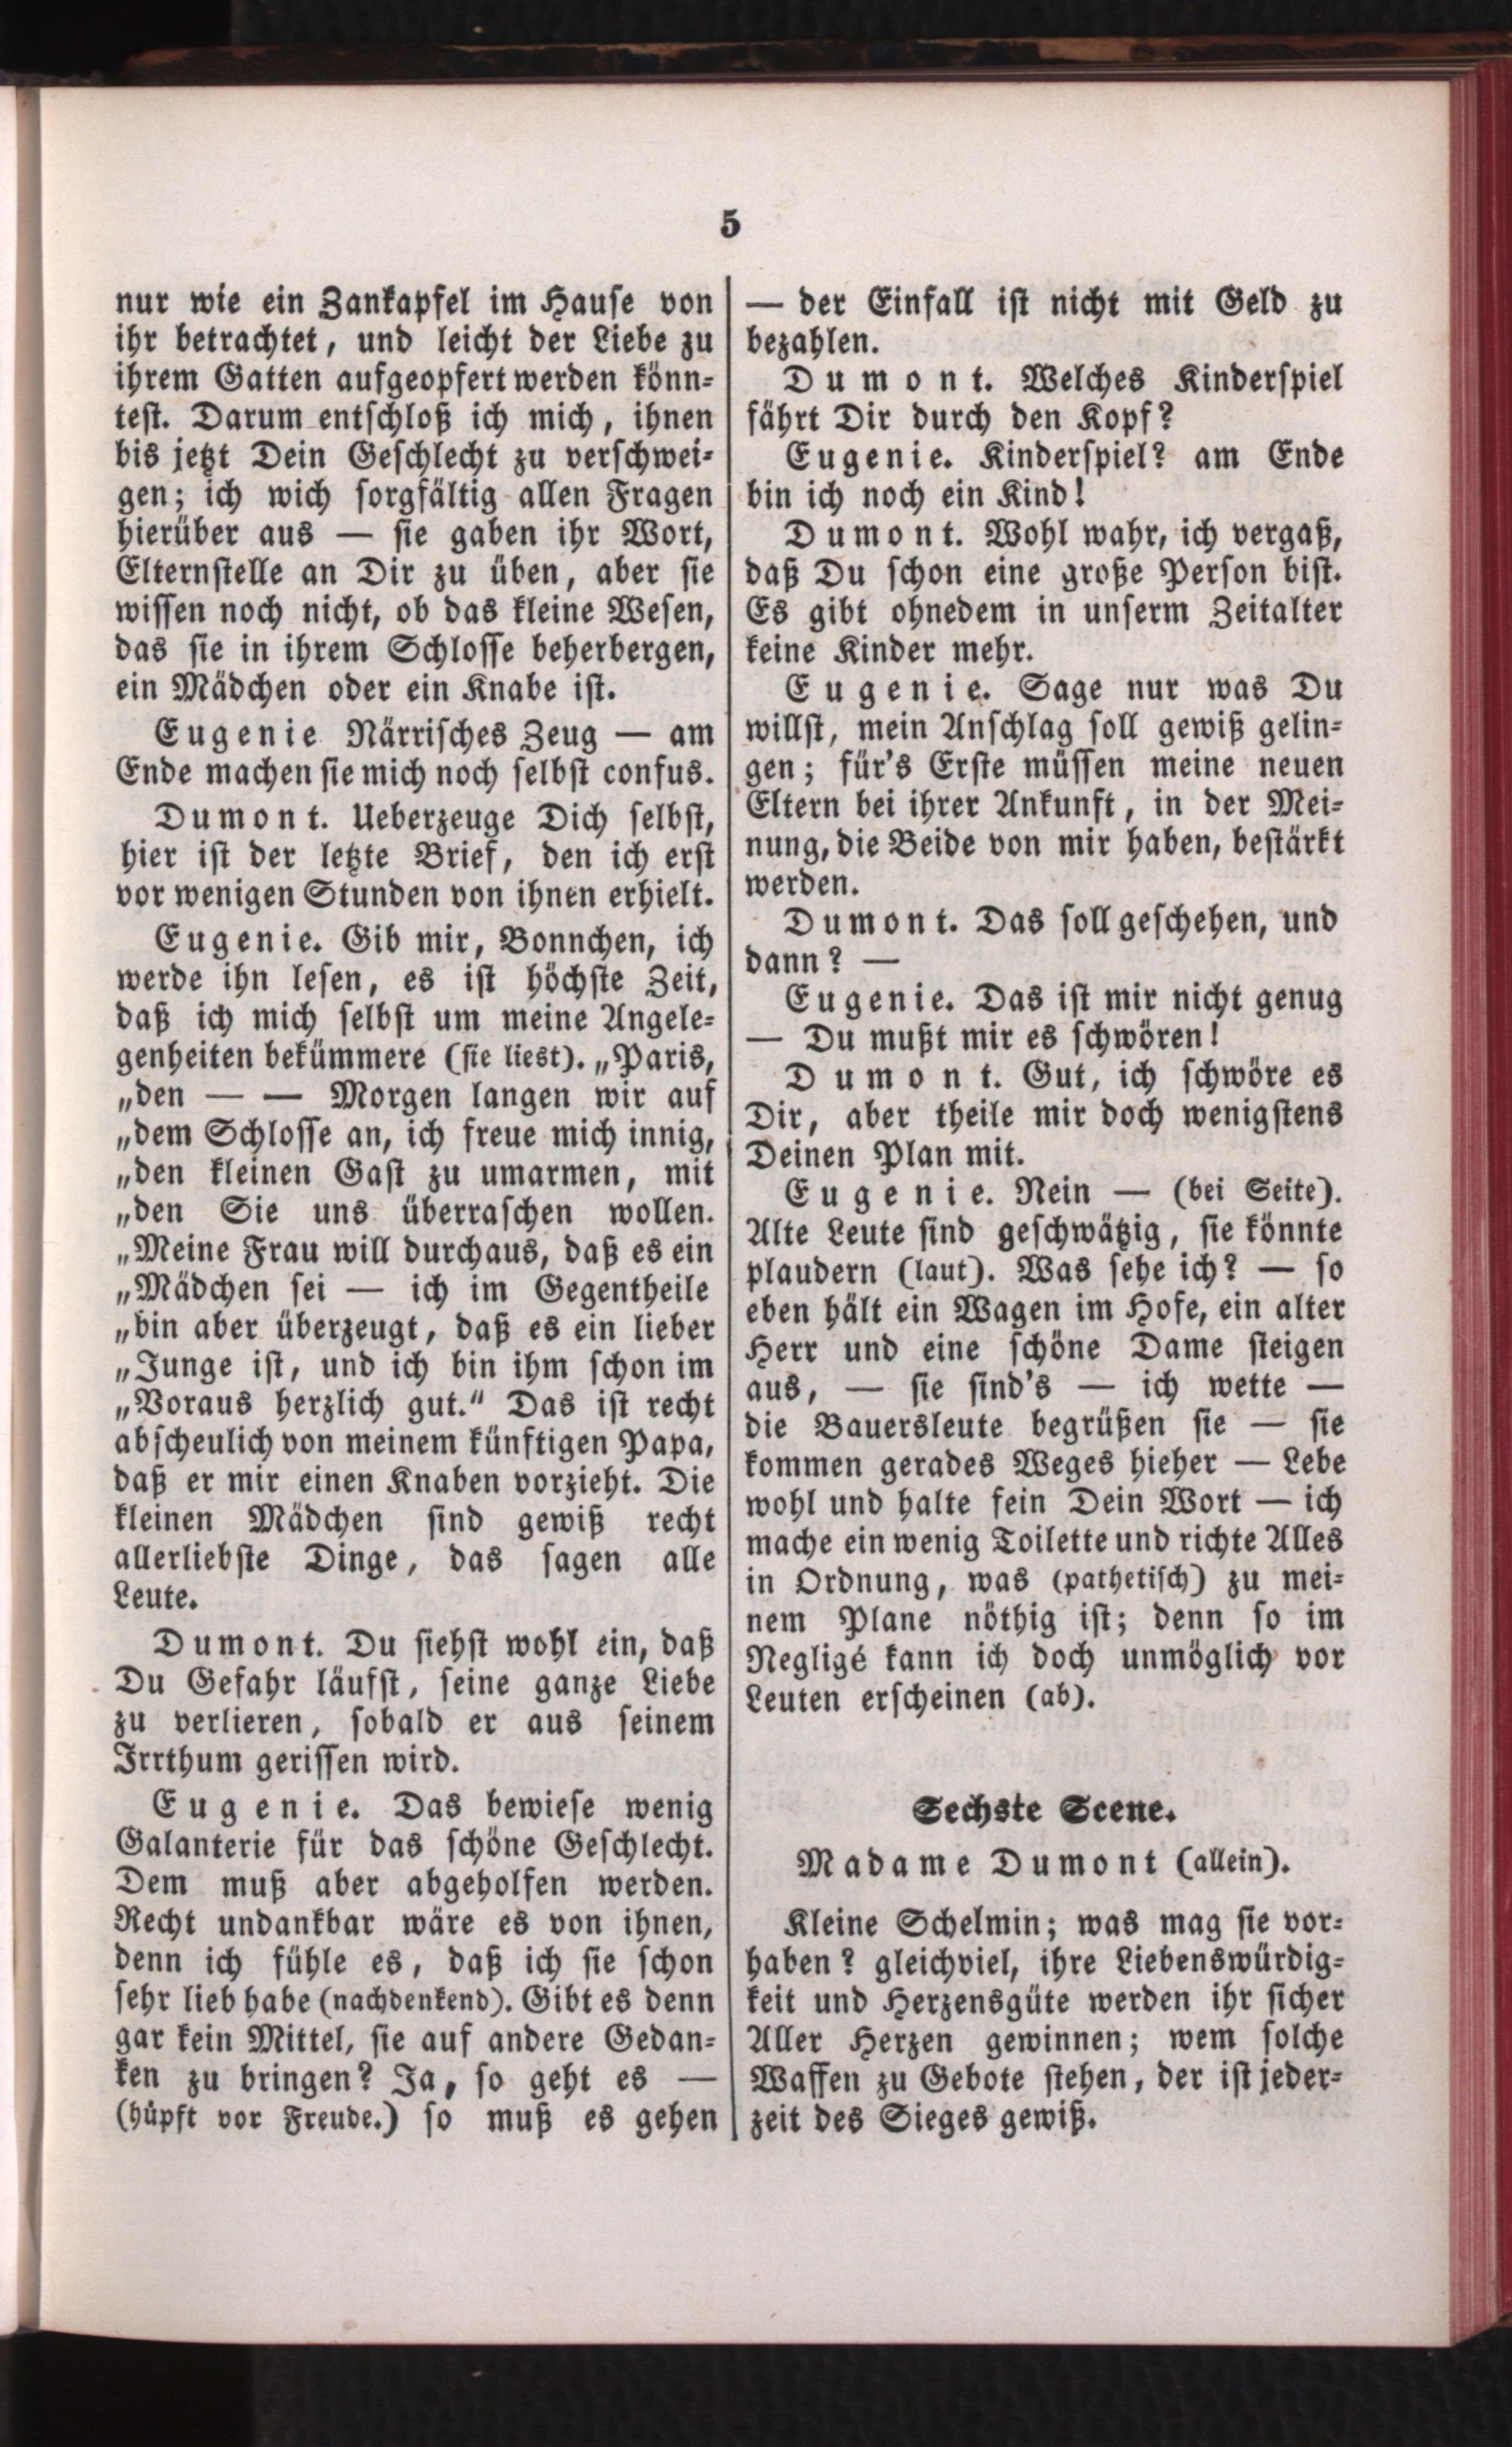 5
nur wie ein Zankapfel im Hause von
ihr betrachtet, und leicht der Liebe zu
ihrem Gatten aufgeopfert werden könn-
test. Darum entschloß ich mich, ihnen
bis jetzt Dein Geschlecht zu verschwei-
gen; ich wich sorgfältig allen Fragen
hierüber aus — sie gaben ihr Wort,
Elternstelle an Dir zu üben, aber sie
wissen noch nicht, ob das kleine Wesen,
das sie in ihrem Schlosse beherbergen,
ein Mädchen oder ein Knabe ist.
Eugenie Närrisches Zeug — am
Ende machen sie mich noch selbst confus.
Dumont. Ueberzeuge Dich selbst,
hier ist der letzte Brief, den ich erst
vor wenigen Stunden von ihnen erhielt.
Eugenie. Gib mir, Bonnchen, ich
werde ihn lesen, es ist höchste Zeit,
daß ich mich selbst um meine Angele-
genheiten bekümmere (sie liest). „Paris,
„den — — Morgen langen wir auf
„dem Schlosse an, ich freue mich innig,
„den kleinen Gast zu umarmen, mit
„den Sie uns überraschen wollen.
„Meine Frau will durchaus, daß es ein
„Mädchen sei — ich im Gegentheile
„bin aber überzeugt, daß es ein lieber
„Junge ist, und ich bin ihm schon im
„Voraus herzlich gut.“ Das ist recht
abscheulich von meinem künftigen Papa,
daß er mir einen Knaben vorzieht. Die
kleinen Mädchen sind gewiß recht
allerliebste Dinge, das sagen alle
Leute.
Dumont. Du siehst wohl ein, daß
Du Gefahr läufst, seine ganze Liebe
zu verlieren, sobald er aus seinem
Irrthum gerissen wird.
Eugenie. Das bewiese wenig
Galanterie für das schöne Geschlecht.
Dem muß aber abgeholfen werden.
Recht undankbar wäre es von ihnen,
denn ich fühle es, daß ich sie schon
sehr lieb habe (nachdenkend). Gibt es denn
gar kein Mittel, sie auf andere Gedan-
ken zu bringen? Ja, so geht es —
(hüpft vor Freude.) so muß es gehen
— der Einfall ist nicht mit Geld zu
bezahlen.
Dumont. Welches Kinderspiel
fährt Dir durch den Kopf?
Eugenie. Kinderspiel? am Ende
bin ich noch ein Kind!
Dumont. Wohl wahr, ich vergaß,
daß Du schon eine große Person bist.
Es gibt ohnedem in unserm Zeitalter
keine Kinder mehr.
Eugenie. Sage nur was Du
willst, mein Anschlag soll gewiß gelin-
gen; für's Erste müssen meine neuen
Eltern bei ihrer Ankunft, in der Mei-
nung, die Beide von mir haben, bestärkt
werden.
Dumont. Das soll geschehen, und
dann? —
Eugenie. Das ist mir nicht genug
— Du mußt mir es schwören!
Dumont. Gut, ich schwöre es
Dir, aber theile mir doch wenigstens
Deinen Plan mit.
Eugenie. Nein — (bei Seite).
Alte Leute sind geschwätzig, sie könnte
plaudern (laut). Was sehe ich? — so
eben hält ein Wagen im Hofe, ein alter
Herr und eine schöne Dame steigen
aus, — sie sind's — ich wette —
die Bauersleute begrüßen sie — sie
kommen gerades Weges hieher — Lebe
wohl und halte fein Dein Wort — ich
mache ein wenig Toilette und richte Alles
in Ordnung, was (pathetisch) zu mei-
nem Plane nöthig ist; denn so im
Negligé kann ich doch unmöglich vor
Leuten erscheinen (ab).
Sechste Scene.
Madame Dumont (allein).
Kleine Schelmin; was mag sie vor-
haben? gleichviel, ihre Liebenswürdig-
keit und Herzensgüte werden ihr sicher
Aller Herzen gewinnen; wem solche
Waffen zu Gebote stehen, der ist jeder-
zeit des Sieges gewiß.